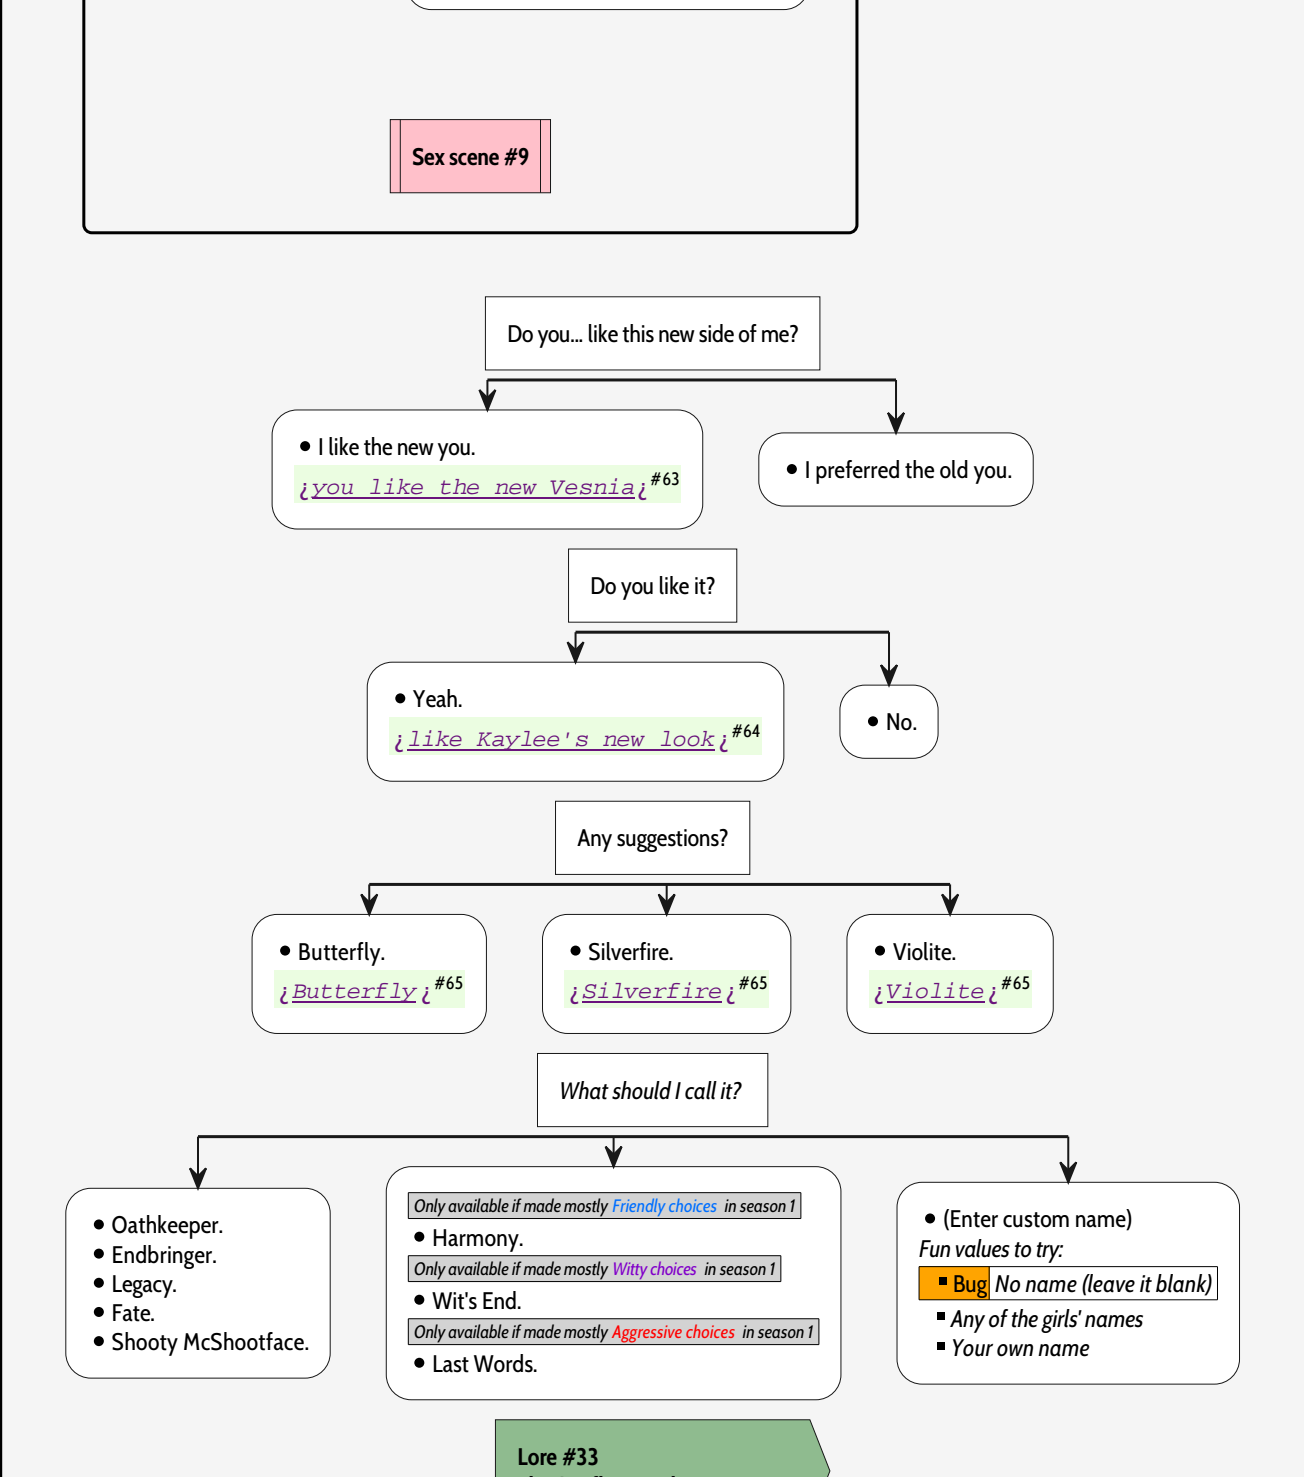 Sex scene #9
Do you... like this new side of me?
• I like the new you.
¿you like the new Vesnia¿#63
• I preferred the old you.
Do you like it?
• Yeah.
¿like Kaylee's new look¿#64
• No.
Any suggestions?
• Butterfly.
¿Butterfly¿#65
• Silverfire.
¿Silverfire¿#65
• Violite.
¿Violite¿#65
What should I call it?
• Oathkeeper.
• Endbringer.
• Legacy.
• Fate.
• Shooty McShootface.
Only available if made mostly Friendly choices in season 1
• Harmony.
Only available if made mostly Witty choices in season 1
• Wit's End.
Only available if made mostly Aggressive choices in season 1
• Last Words.
• (Enter custom name)
Fun values to try:
▪ Bug No name (leave it blank)
▪ Any of the girls' names
▪ Your own name
Lore #33